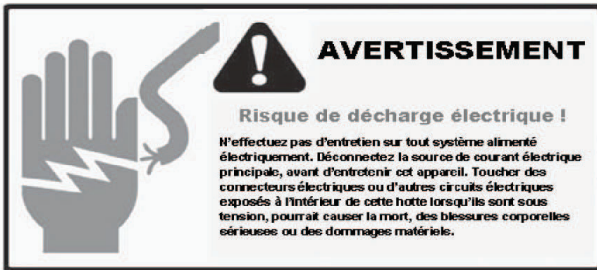 AVERTISSEMENT
Risque de décharge électrique !
N'effectuez pas d'entretien sur tout système alimenté
électriquement. Déconnectez la source de courant électrique
principale, avant d'entretenir cet appareil. Toucher des
connecteurs électriques ou d'autres circuits électriques
exposés à l'intérieur de cette hotte lorsqu'ils sont sous
tension, pourrait causer la mort, des blessures corporelles
sérieuses ou des dommages matériels.